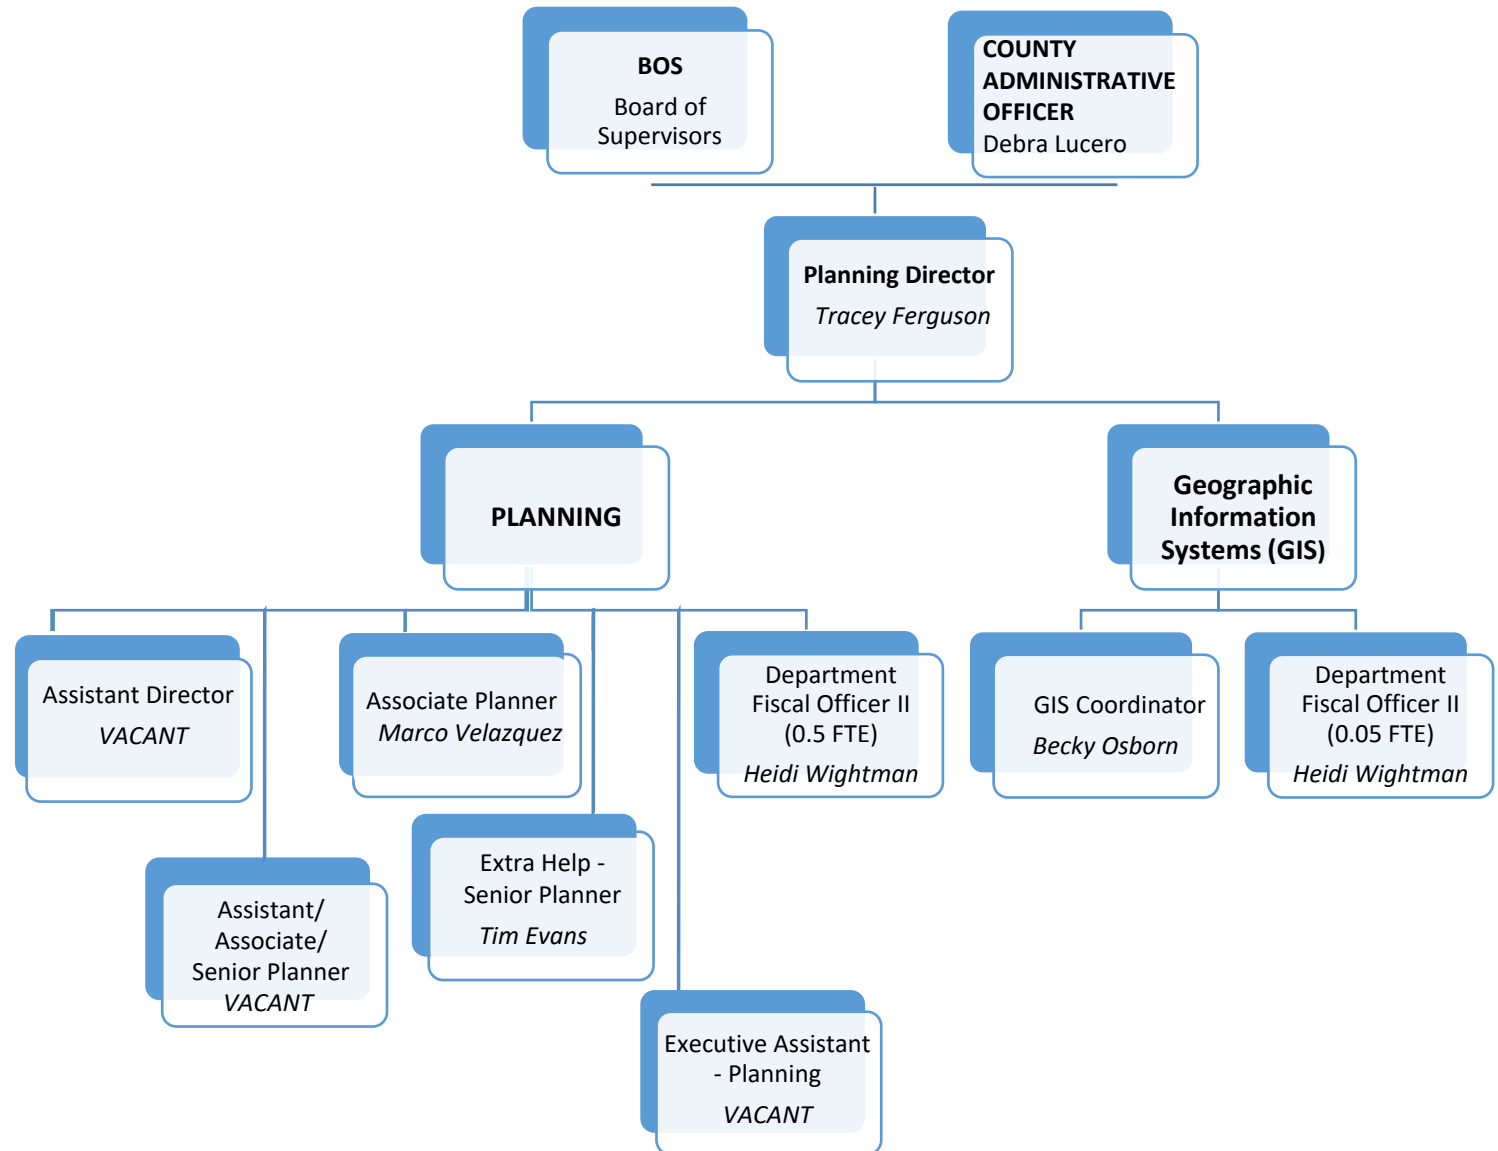 BOS
Board of
Supervisors
COUNTY
ADMINISTRATIVE
OFFICER
Debra Lucero
Planning Director
Tracey Ferguson
PLANNING
Geographic
Information
Systems (GIS)
Assistant Director
VACANT
Associate Planner
Marco Velazquez
Department
Fiscal Officer II
(0.5 FTE)
Heidi Wightman
GIS Coordinator
Becky Osborn
Department
Fiscal Officer II
(0.05 FTE)
Heidi Wightman
Assistant/
Associate/
Senior Planner
VACANT
Extra Help -
Senior Planner
Tim Evans
Executive Assistant
- Planning
VACANT